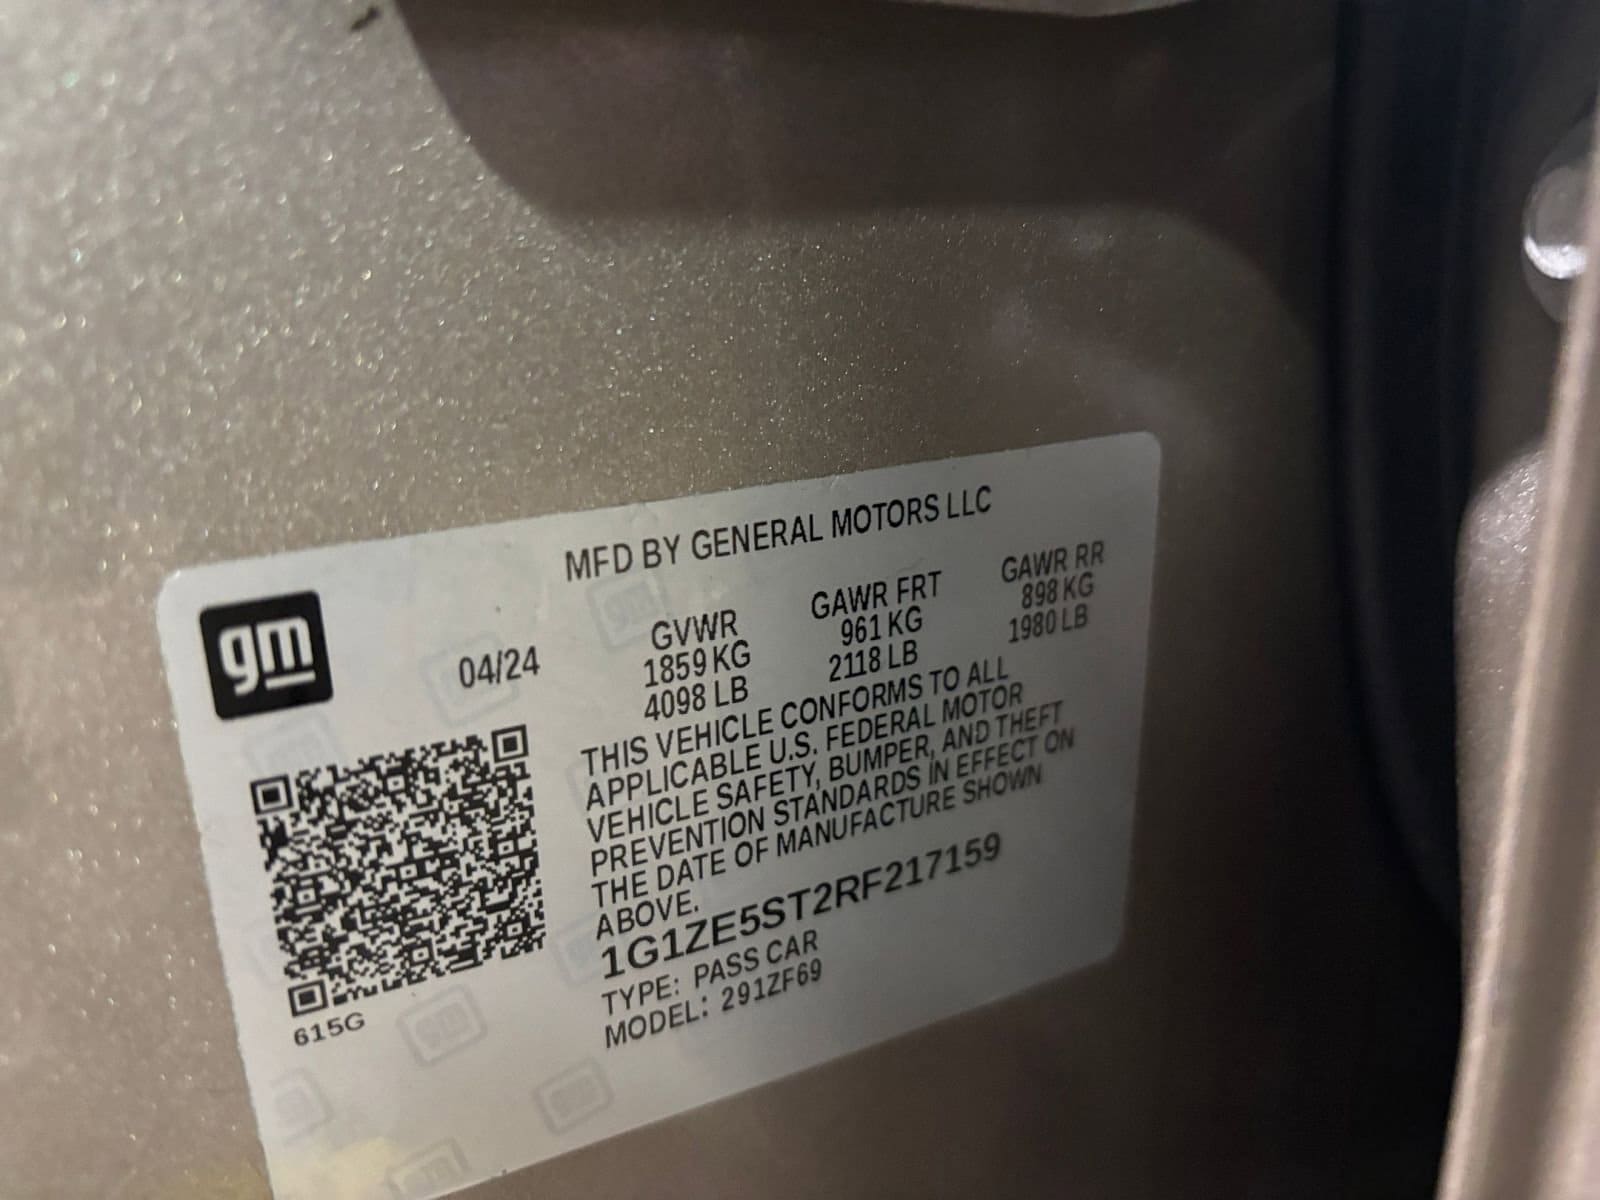 MFD BY GENERAL MOTORS LLC
gm
04/24
GVWR
1859 KG
4098 LB
GAWR FRT
961 KG
2118 LB
GAWR RR
898 KG
1980 LB
THIS VEHICLE CONFORMS TO ALL
APPLICABLE U.S. FEDERAL MOTOR
VEHICLE SAFETY, BUMPER, AND THEFT
PREVENTION STANDARDS IN EFFECT ON
THE DATE OF MANUFACTURE SHOWN
ABOVE.
1G1ZE5ST2RF217159
TYPE: PASS CAR
MODEL: 291ZF69
615G